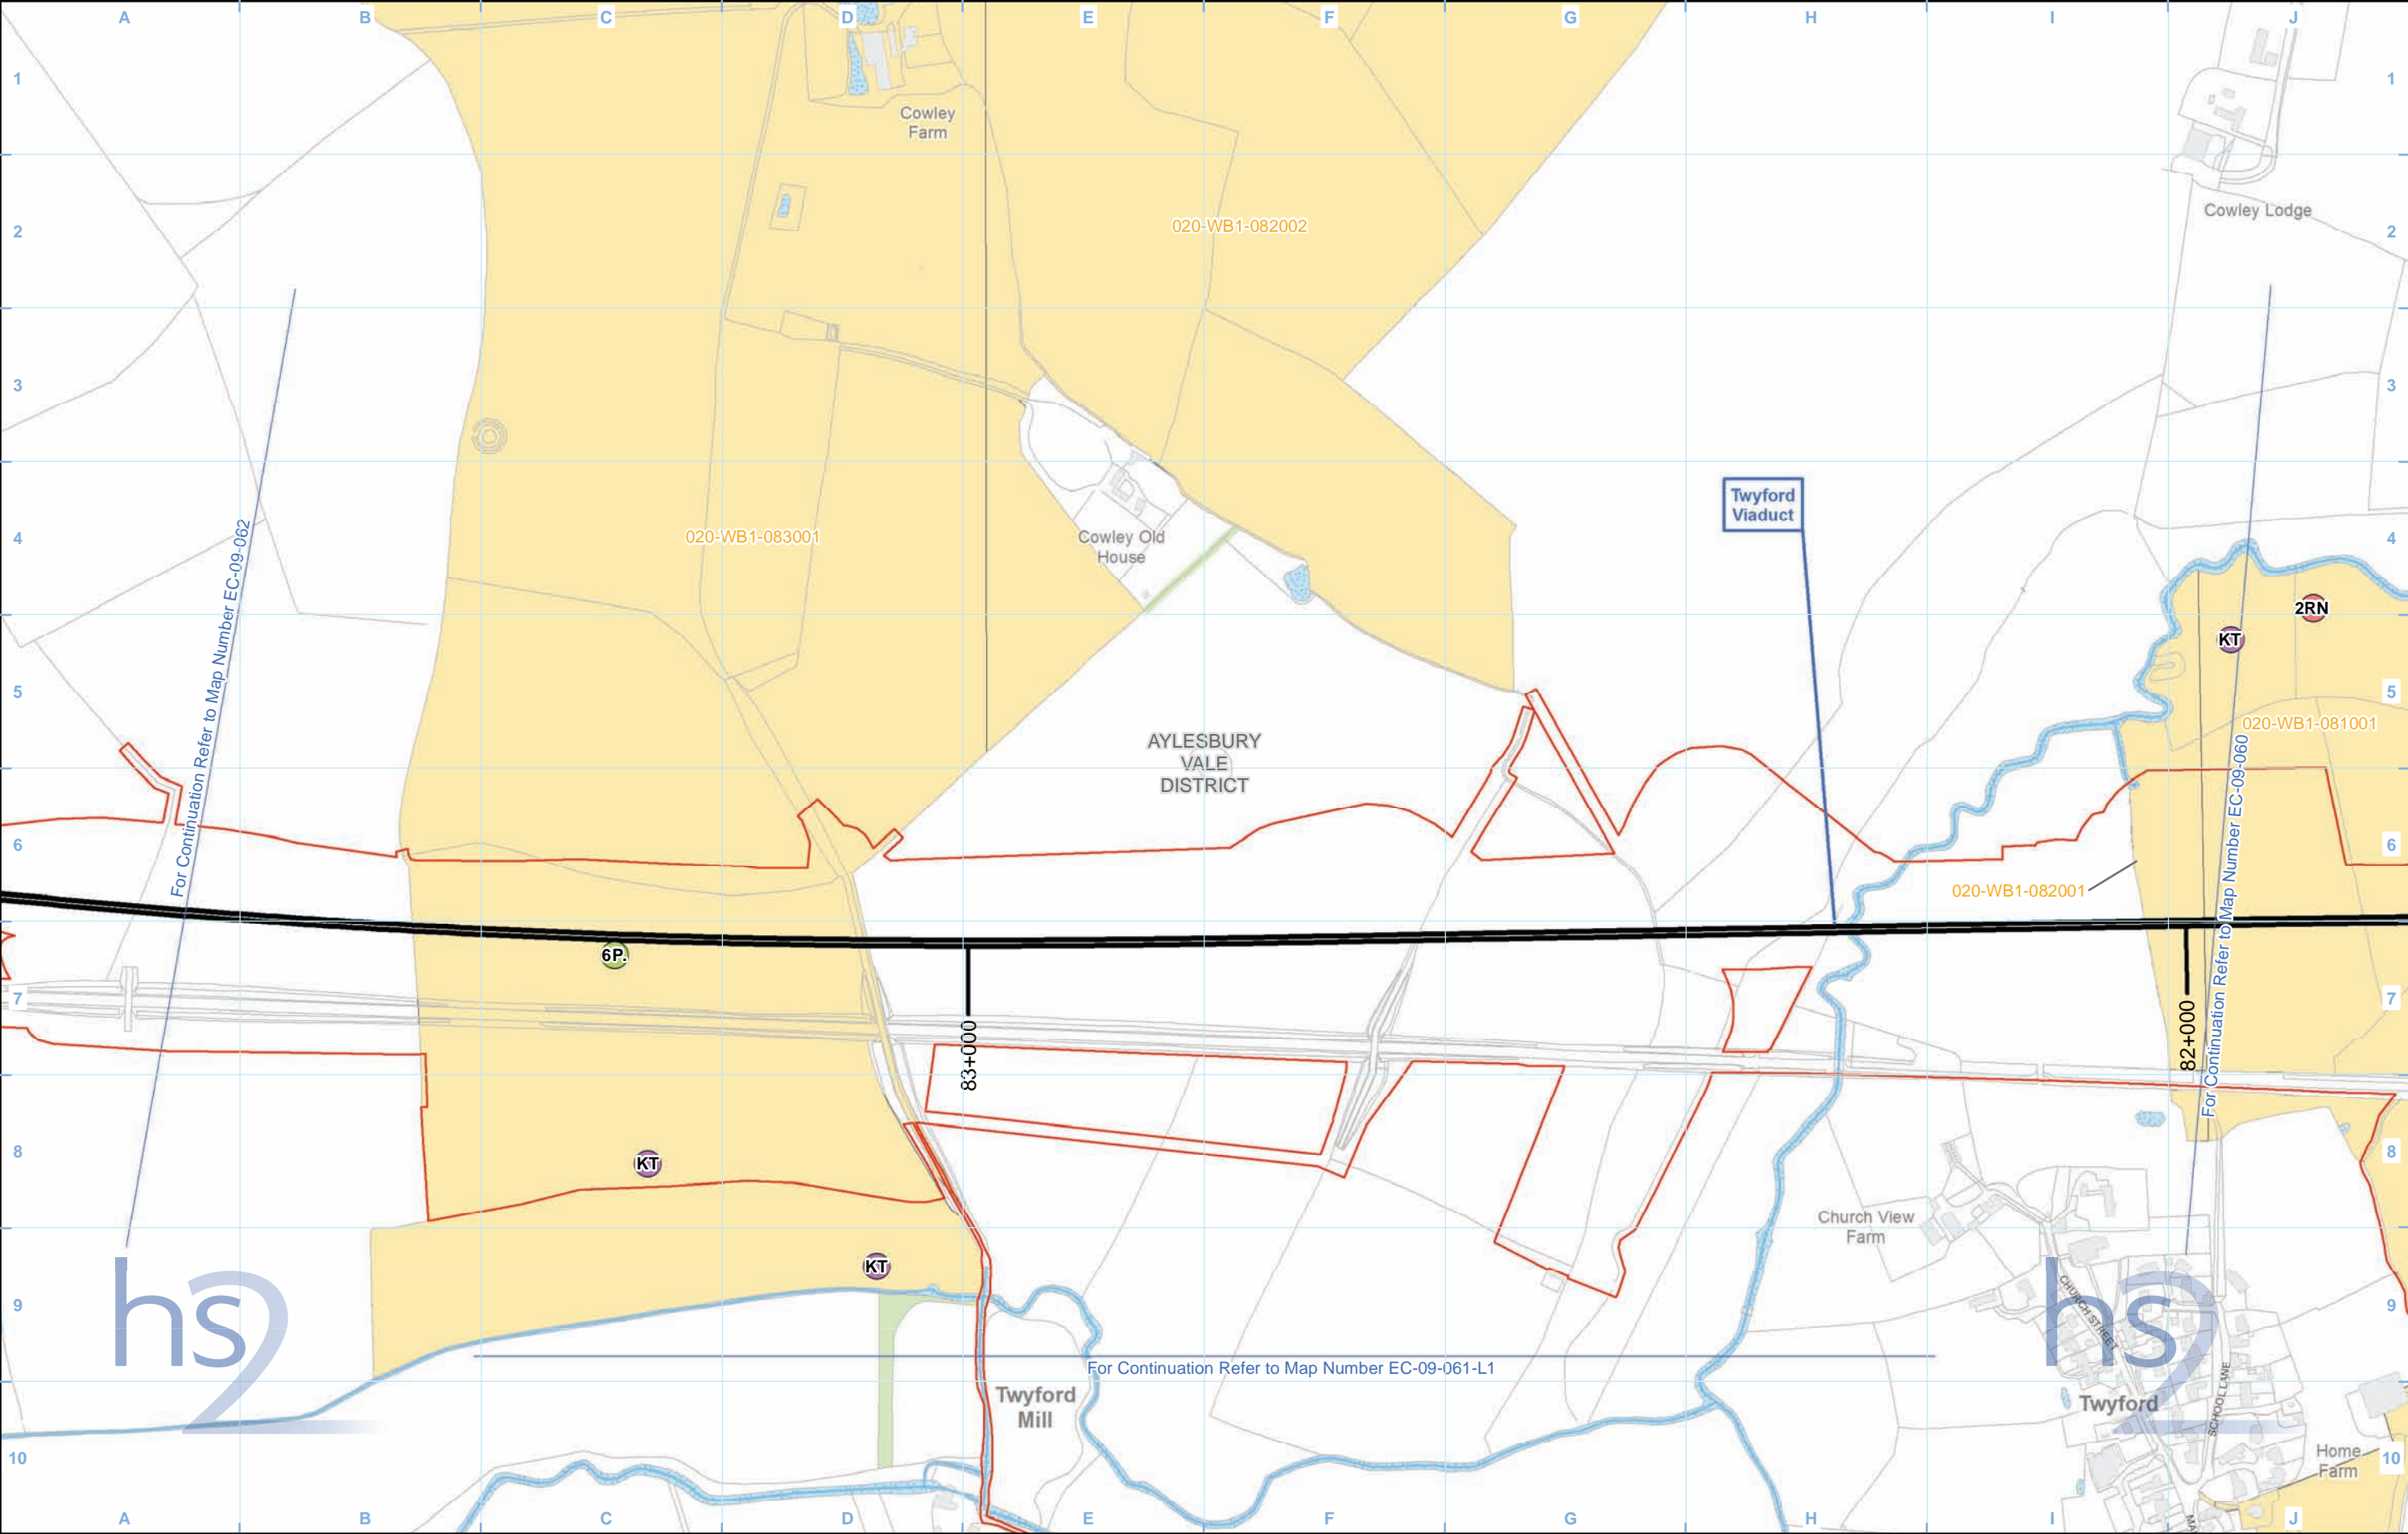 A B C D E F G H I J
1 1
Cowley
Farm
2 2
020-WB1-082002
Cowley Lodge
3 3
Twyford
Viaduct
4 4
020-WB1-083001
Cowley Old
House
For Continuation Refer to Map Number EC-09-062
2RN
KT
5 5
020-WB1-081001
AYLESBURY
VALE
DISTRICT
For Continuation Refer to Map Number EC-09-060
6 6
020-WB1-082001
6P.
7 7
83+000
82+000
8 8
KT
Church View
Farm
KT
hs2
hs2
CHURCH STREET
9 9
For Continuation Refer to Map Number EC-09-061-L1
Twyford
Mill
Twyford
SCHOOL LANE
Home
Farm
10 10
MA
A B C D E F G H I J